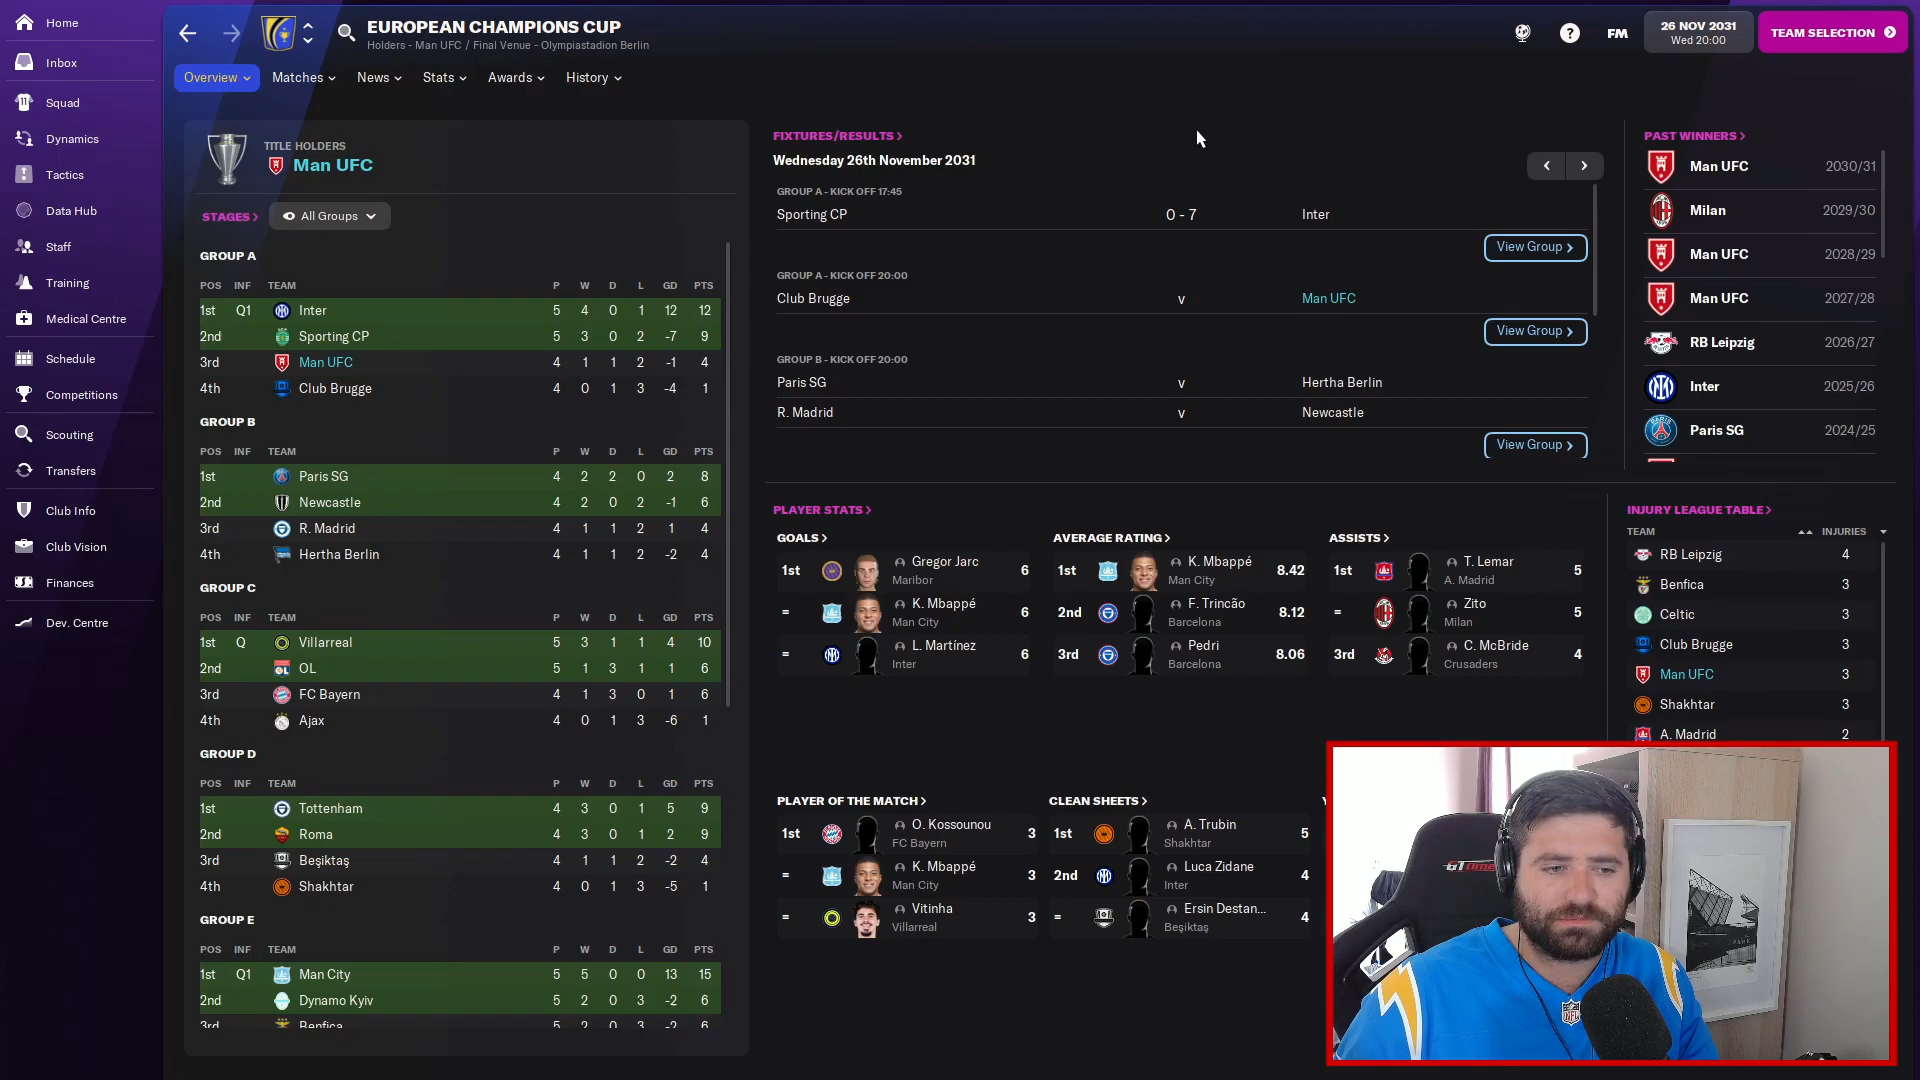 Home
Inbox
Squad
Dynamics
Tactics
Data Hub
Staff
Training
Medical Centre
Schedule
Competitions
Scouting
Transfers
Club Info
Club Vision
Finances
Dev. Centre
EUROPEAN CHAMPIONS CUP
Holders - Man UFC / Final Venue - Olympiastadion Berlin
FM
26 NOV 2031
Wed 20:00
TEAM SELECTION
Overview Matches News Stats Awards History
TITLE HOLDERS
Man UFC
STAGES > All Groups
GROUP A
POS INF TEAM P W D L GD PTS
1st Q1 Inter 5 4 0 1 12 12
2nd Sporting CP 5 3 0 2 -7 9
3rd Man UFC 4 1 1 2 -1 4
4th Club Brugge 4 0 1 3 -4 1
GROUP B
POS INF TEAM P W D L GD PTS
1st Paris SG 4 2 2 0 2 8
2nd Newcastle 4 2 0 2 -1 6
3rd R. Madrid 4 1 1 2 1 4
4th Hertha Berlin 4 1 1 2 -2 4
GROUP C
POS INF TEAM P W D L GD PTS
1st Q Villarreal 5 3 1 1 4 10
2nd OL 5 1 3 1 1 6
3rd FC Bayern 4 1 3 0 1 6
4th Ajax 4 0 1 3 -6 1
GROUP D
POS INF TEAM P W D L GD PTS
1st Tottenham 4 3 0 1 5 9
2nd Roma 4 3 0 1 2 9
3rd Beşiktaş 4 1 1 2 -2 4
4th Shakhtar 4 0 1 3 -5 1
GROUP E
POS INF TEAM P W D L GD PTS
1st Q1 Man City 5 5 0 0 13 15
2nd Dynamo Kyiv 5 2 0 3 -2 6
3rd Benfica 5 2 0 3 -2 6
FIXTURES/RESULTS >
Wednesday 26th November 2031
GROUP A - KICK OFF 17:45
Sporting CP 0 - 7 Inter
View Group >
GROUP A - KICK OFF 20:00
Club Brugge v Man UFC
View Group >
GROUP B - KICK OFF 20:00
Paris SG v Hertha Berlin
R. Madrid v Newcastle
View Group >
PAST WINNERS >
Man UFC 2030/31
Milan 2029/30
Man UFC 2028/29
Man UFC 2027/28
RB Leipzig 2026/27
Inter 2025/26
Paris SG 2024/25
PLAYER STATS >
GOALS >
1st Gregor Jarc 6
Maribor
= K. Mbappé 6
Man City
= L. Martínez 6
Inter
AVERAGE RATING >
1st K. Mbappé 8.42
Man City
2nd F. Trincão 8.12
Barcelona
3rd Pedri 8.06
Barcelona
ASSISTS >
1st T. Lemar 5
A. Madrid
= Zito 5
Milan
3rd C. McBride 4
Crusaders
INJURY LEAGUE TABLE >
TEAM INJURIES
RB Leipzig 4
Benfica 3
Celtic 3
Club Brugge 3
Man UFC 3
Shakhtar 3
A. Madrid 2
PLAYER OF THE MATCH >
1st O. Kossounou 3
FC Bayern
= K. Mbappé 3
Man City
= Vitinha 3
Villarreal
CLEAN SHEETS >
1st A. Trubin 5
Shakhtar
2nd Luca Zidane 4
Inter
= Ersin Destan... 4
Beşiktaş
NFL